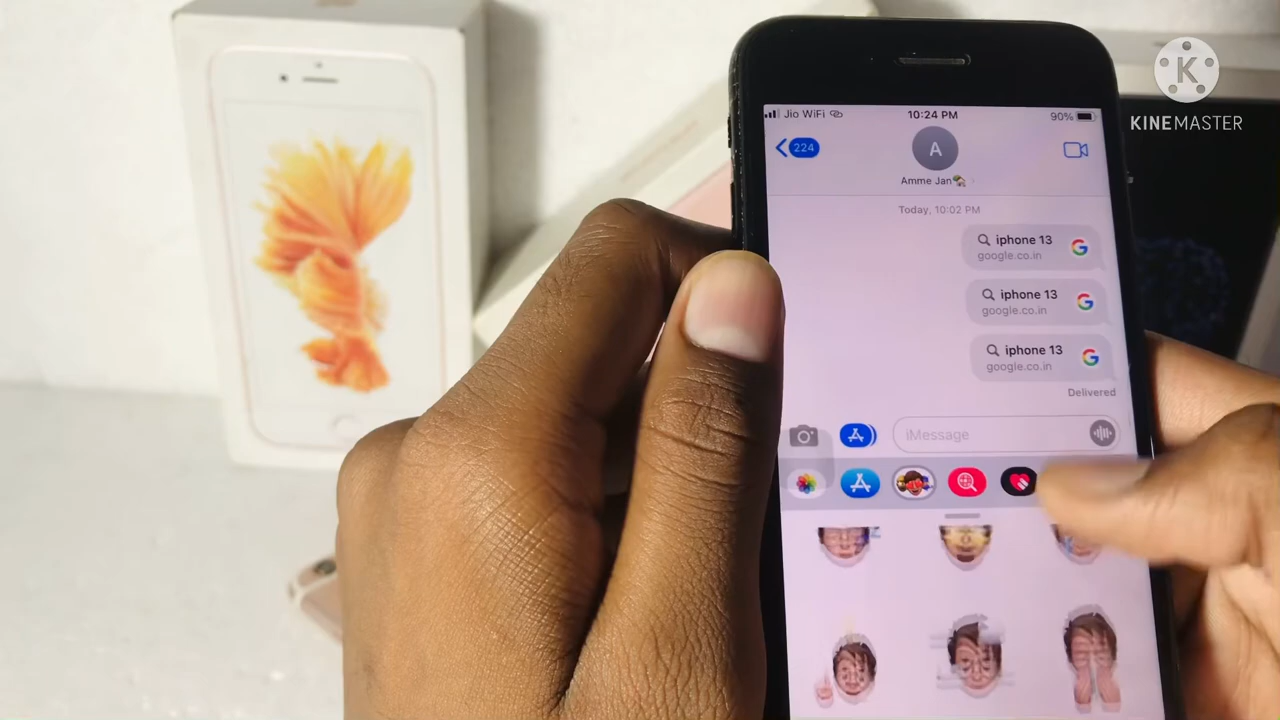 Jio WiFi
10:24 PM
90%
224
A
Amme Jan
Today, 10:02 PM
iphone 13
google.co.in
iphone 13
google.co.in
iphone 13
google.co.in
Delivered
iMessage
K
KINEMASTER